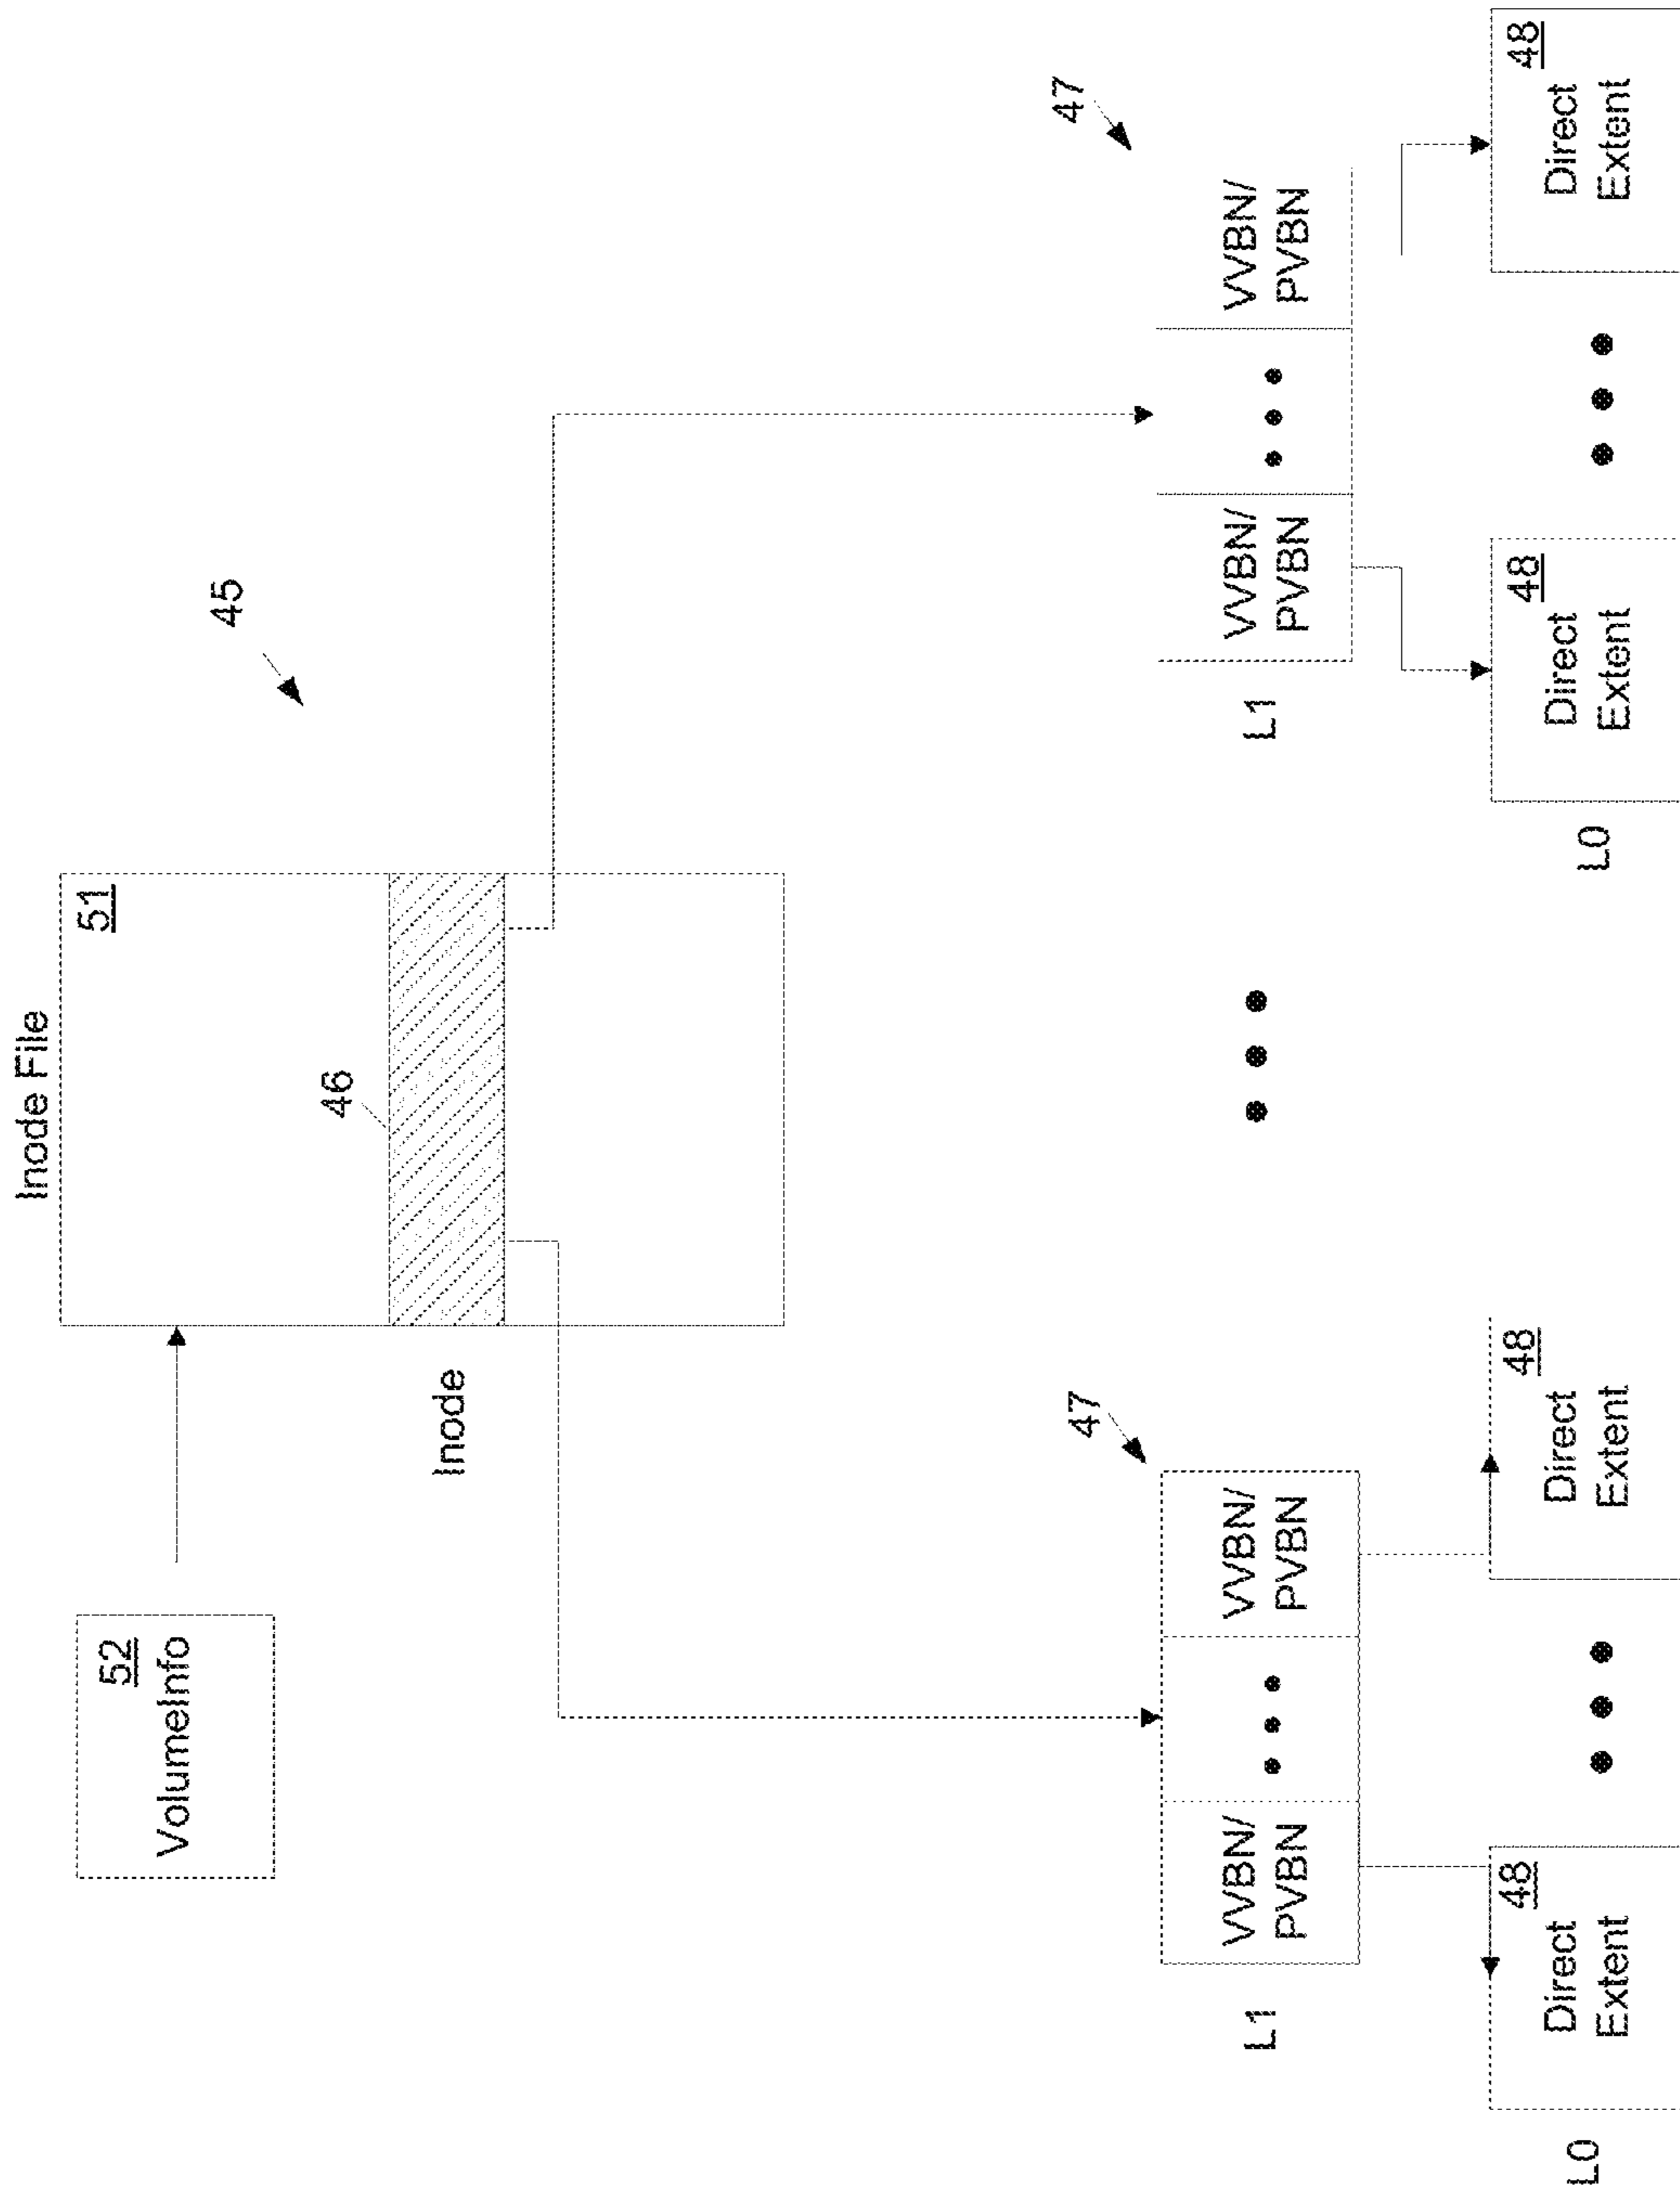 Inode File
52
VolumeInfo
51
45
46
Inode
47
47
L1
VVBN/
PVBN
VVBN/
PVBN
L1
VVBN/
PVBN
VVBN/
PVBN
L0
48
Direct
Extent
48
Direct
Extent
L0
48
Direct
Extent
48
Direct
Extent